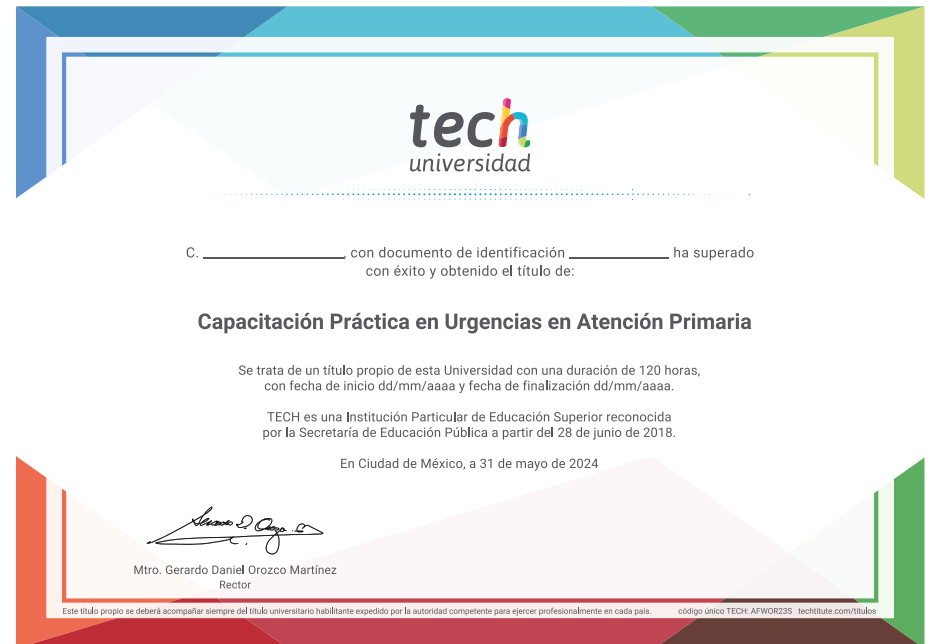 tech
universidad
C. ____________, con documento de identificación ____________ ha superado
con éxito y obtenido el título de:
Capacitación Práctica en Urgencias en Atención Primaria
Se trata de un título propio de esta Universidad con una duración de 120 horas,
con fecha de inicio dd/mm/aaaa y fecha de finalización dd/mm/aaaa.
TECH es una Institución Particular de Educación Superior reconocida
por la Secretaría de Educación Pública a partir del 28 de junio de 2018.
En Ciudad de México, a 31 de mayo de 2024
Mtro. Gerardo Daniel Orozco Martínez
Rector
Este título propio se deberá acompañar siempre del título universitario habilitante expedido por la autoridad competente para ejercer profesionalmente en cada país. código único TECH: AFWOR23S techtitute.com/titulos